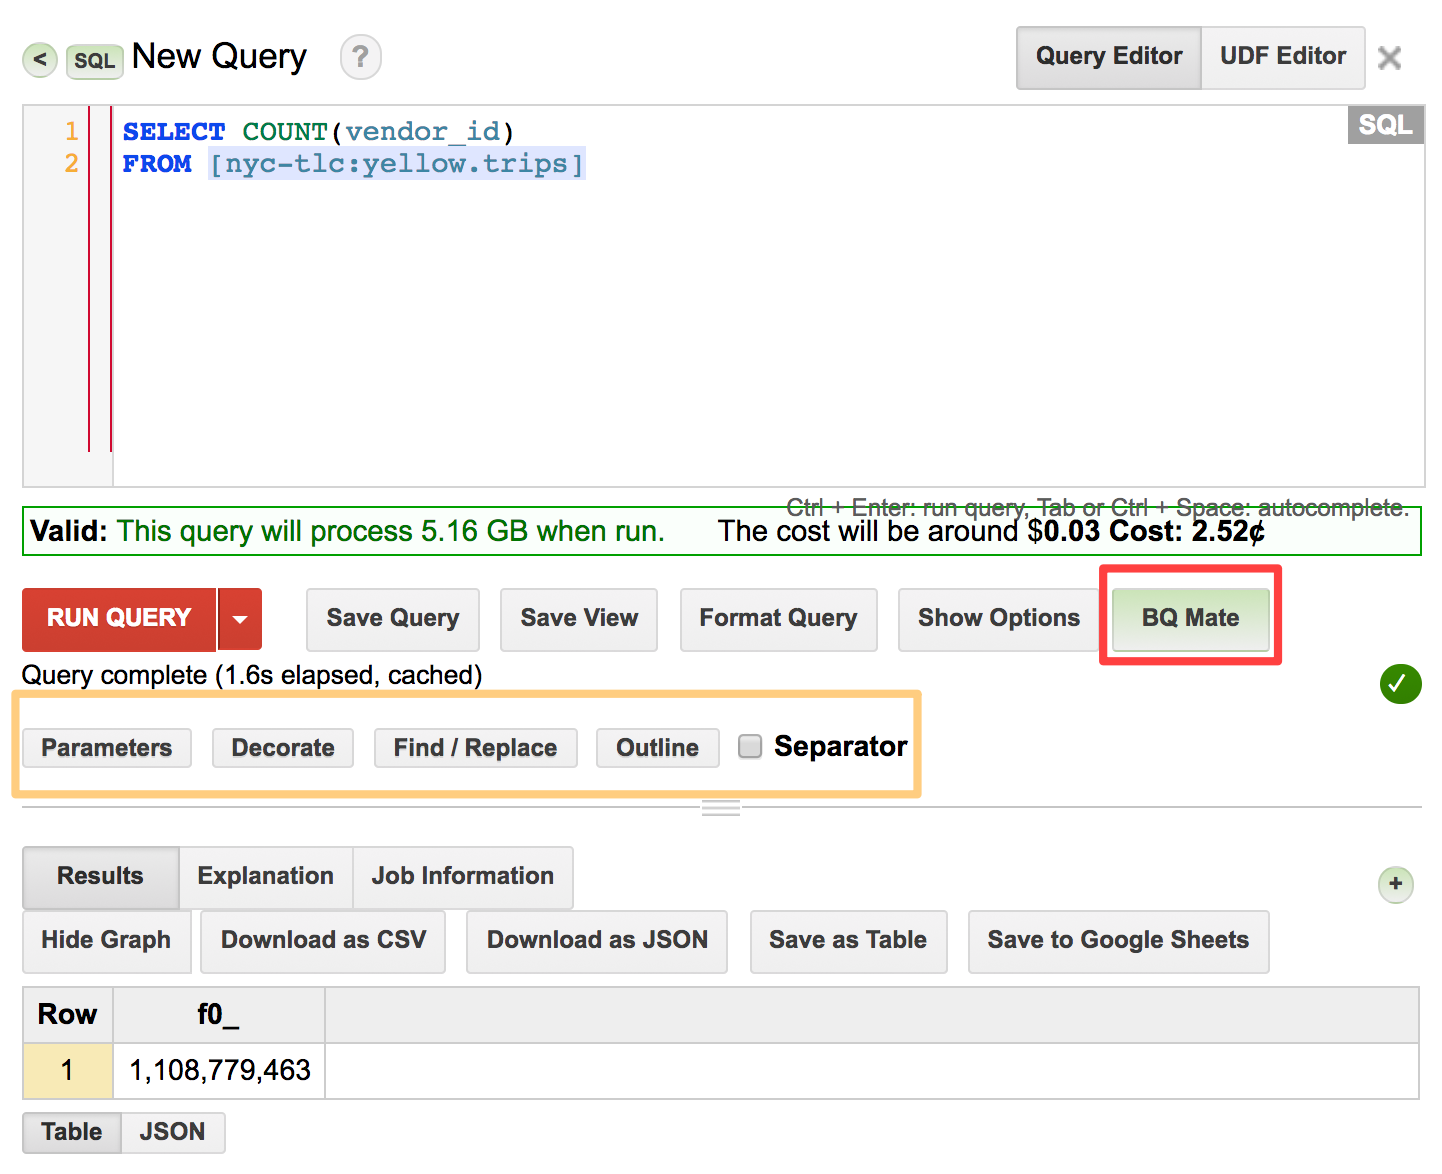 < SQL New Query ? Query Editor UDF Editor ×
1 SELECT COUNT(vendor_id) SQL
2 FROM [nyc-tlc:yellow.trips]
Ctrl + Enter: run query, Tab or Ctrl + Space: autocomplete.
Valid: This query will process 5.16 GB when run. The cost will be around $0.03 Cost: 2.52¢
RUN QUERY Save Query Save View Format Query Show Options BQ Mate
Query complete (1.6s elapsed, cached)
Parameters Decorate Find / Replace Outline Separator
Results Explanation Job Information +
Hide Graph Download as CSV Download as JSON Save as Table Save to Google Sheets
Row f0_
1 1,108,779,463
Table JSON